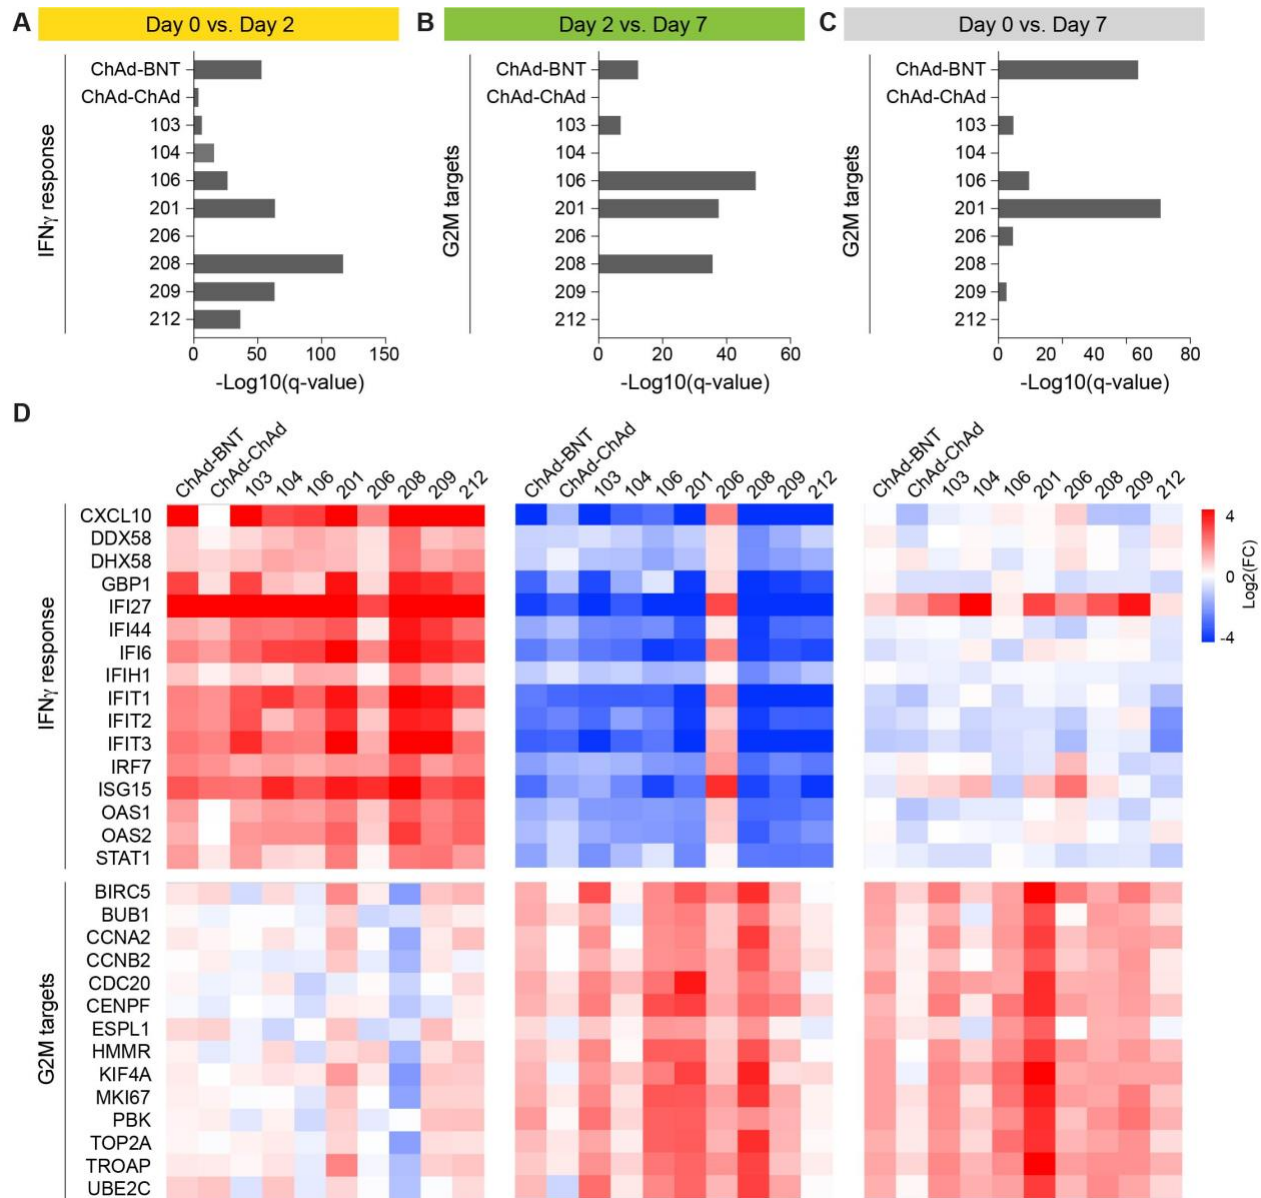 A Day 0 vs. Day 2
ChAd-BNT
ChAd-ChAd
103
104
106
201
206
208
209
212
IFNγ response
0 50 100 150
-Log10(q-value)
B Day 2 vs. Day 7
ChAd-BNT
ChAd-ChAd
103
104
106
201
206
208
209
212
G2M targets
0 20 40 60
-Log10(q-value)
C Day 0 vs. Day 7
ChAd-BNT
ChAd-ChAd
103
104
106
201
206
208
209
212
G2M targets
0 20 40 60 80
-Log10(q-value)
D
ChAd-BNT ChAd-ChAd 103 104 106 201 206 208 209 212
ChAd-BNT ChAd-ChAd 103 104 106 201 206 208 209 212
ChAd-BNT ChAd-ChAd 103 104 106 201 206 208 209 212
IFNγ response
CXCL10
DDX58
DHX58
GBP1
IFI27
IFI44
IFI6
IFIH1
IFIT1
IFIT2
IFIT3
IRF7
ISG15
OAS1
OAS2
STAT1
G2M targets
BIRC5
BUB1
CCNA2
CCNB2
CDC20
CENPF
ESPL1
HMMR
KIF4A
MKI67
PBK
TOP2A
TROAP
UBE2C
4
0
-4
Log2(FC)